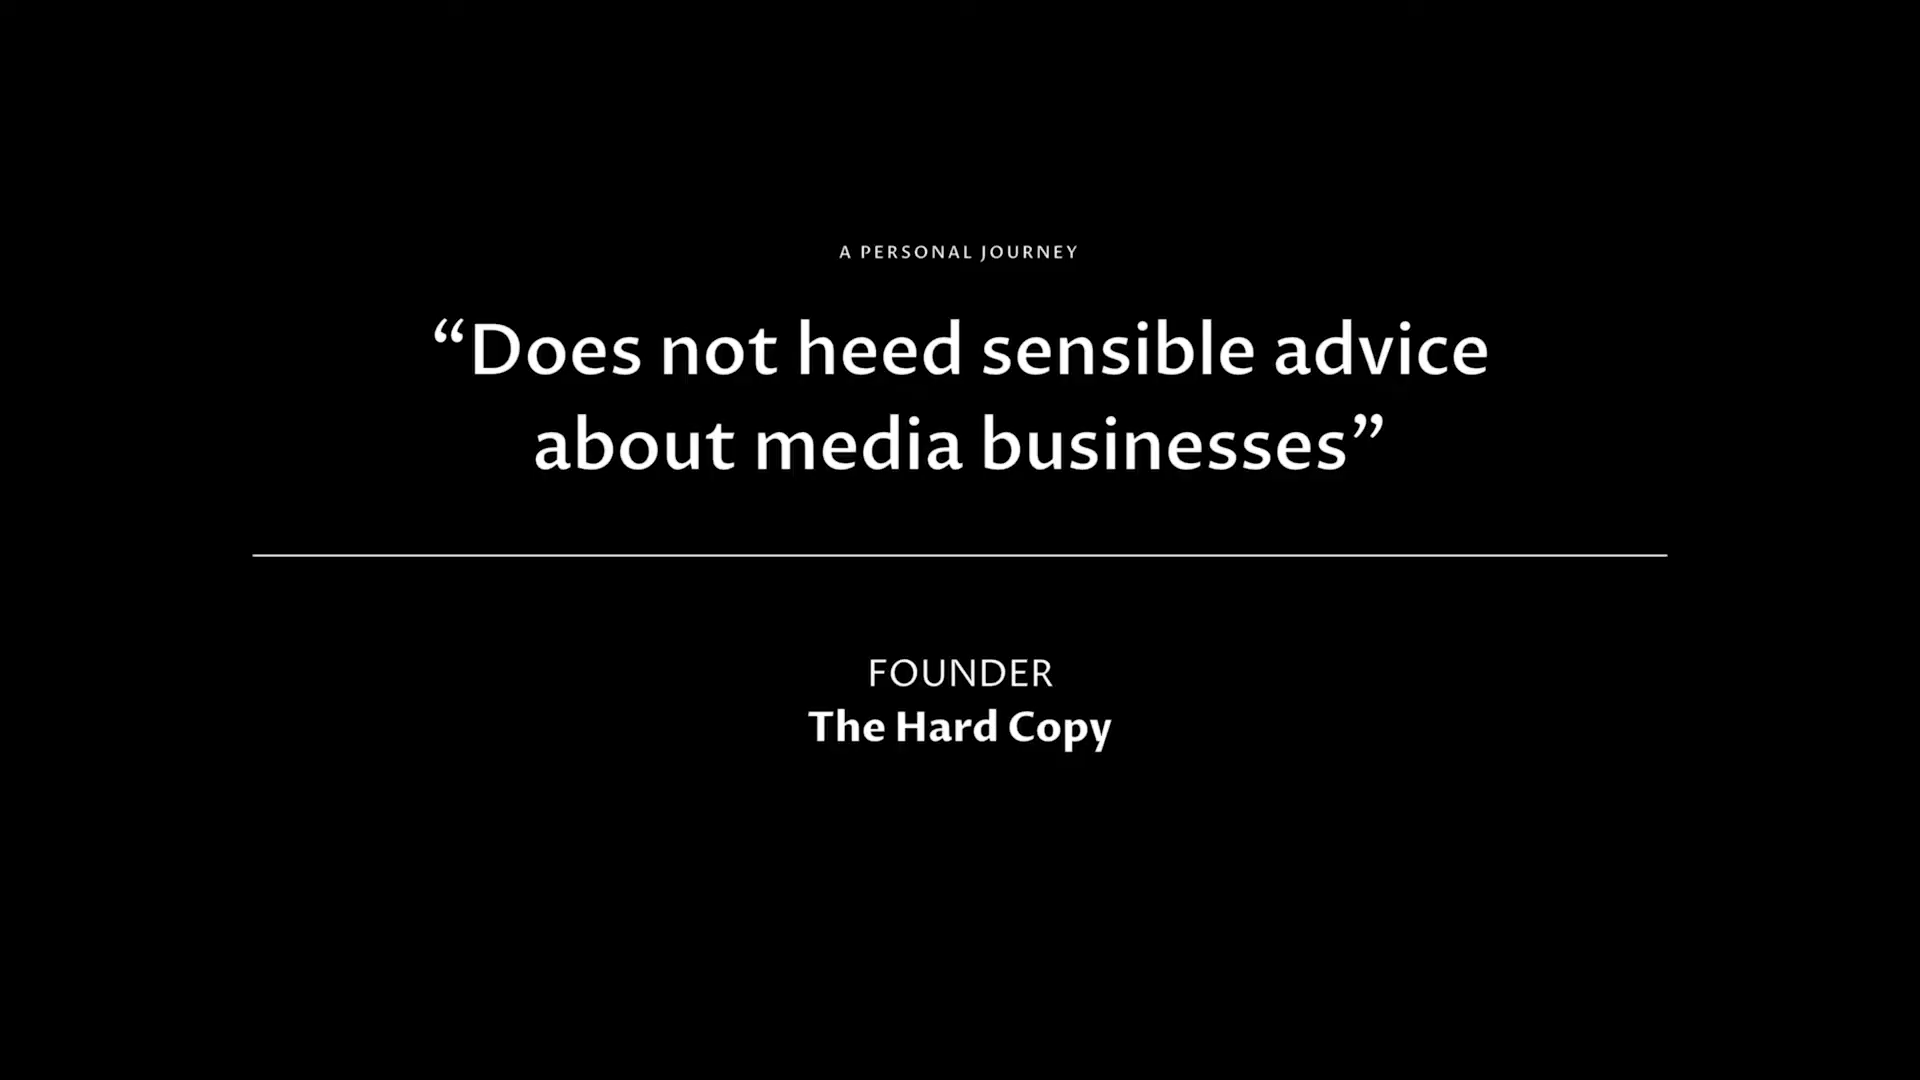 A PERSONAL JOURNEY
“Does not heed sensible advice
about media businesses”
FOUNDER
The Hard Copy